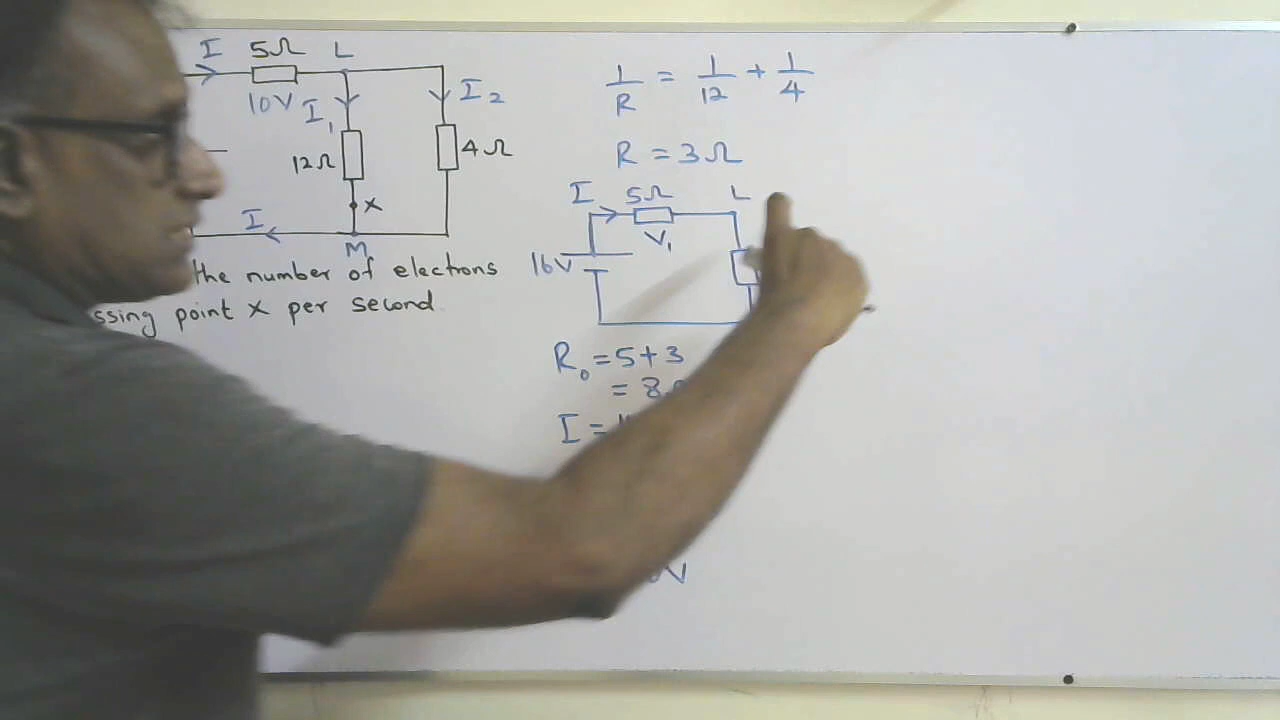 I 5Ω L
10V I₁ I₂
12Ω 4Ω
X
I
M
the number of electrons
ssing point X per second.
1/R = 1/12 + 1/4
R = 3Ω
I 5Ω L
V₁
16V
R₀ = 5+3
= 8
I =
V